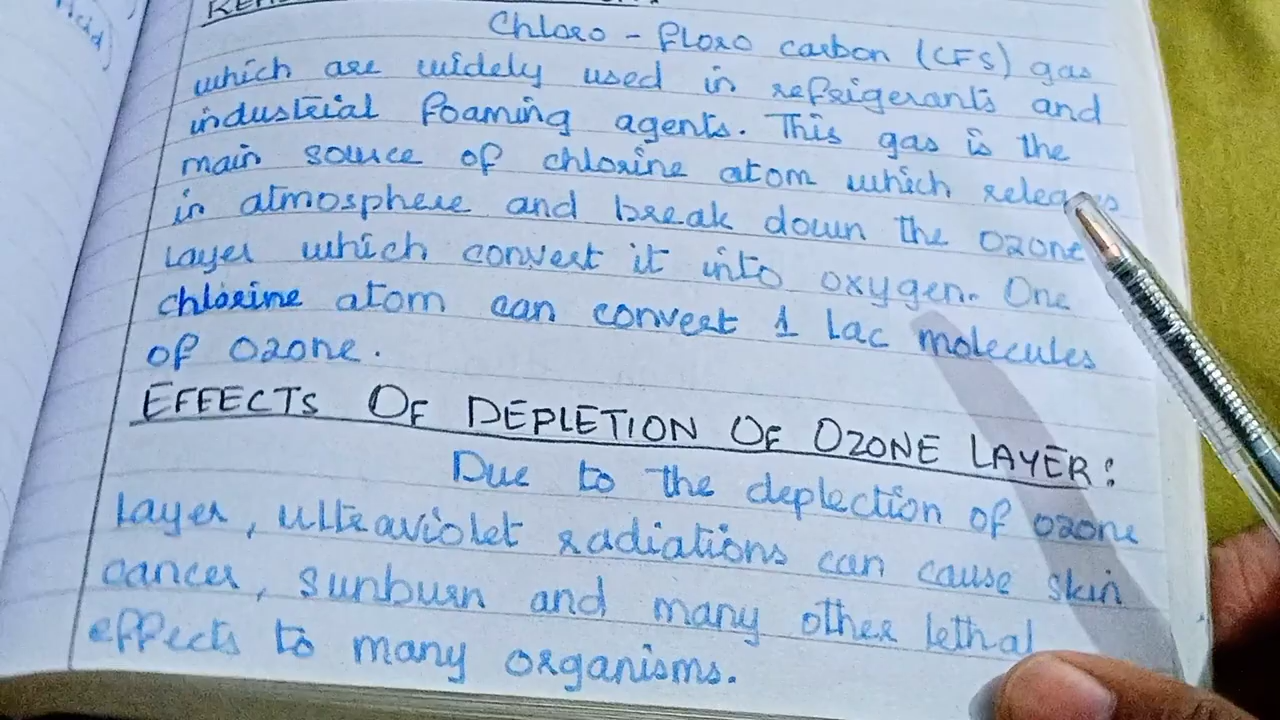 Chloro - floro carbon (CFS) gas
which are widely used in refrigerants and
industrial foaming agents. This gas is the
main source of chlorine atom which releases
in atmosphere and break down the ozone
layer which convert it into oxygen. One
chlorine atom can convert 1 lac molecules
of ozone.
EFFECTS OF DEPLETION OF OZONE LAYER:
Due to the deplection of ozone
layer, ultraviolet radiations can cause skin
cancer, sunburn and many other lethal
effects to many organisms.